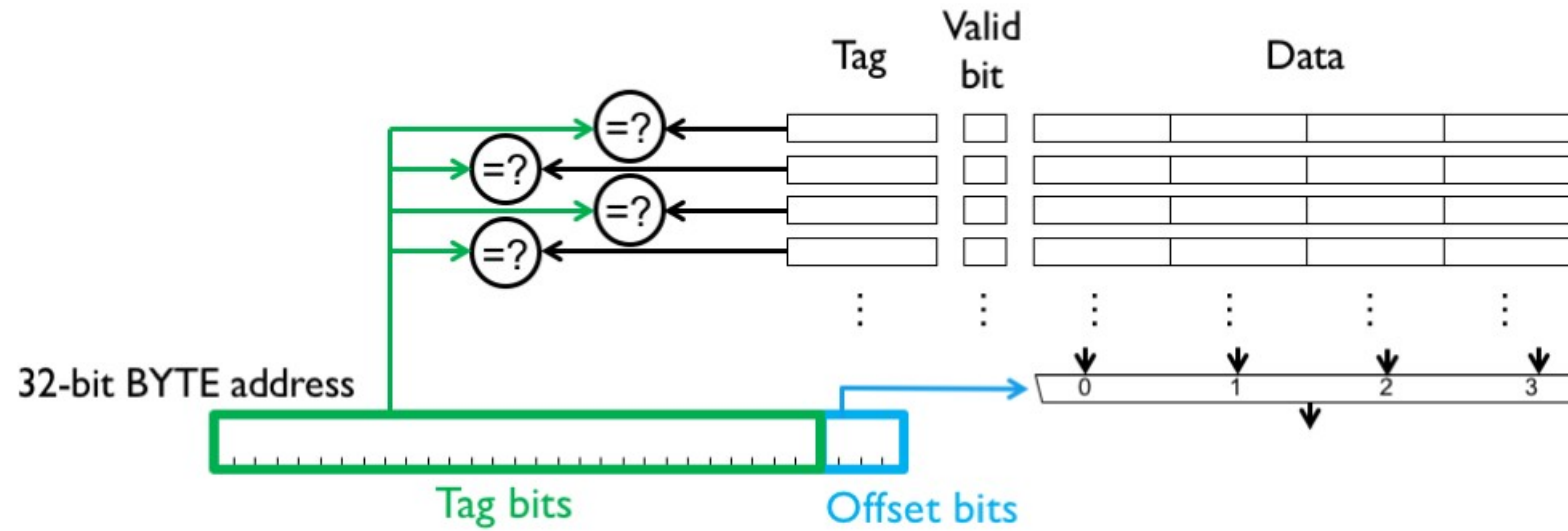 Valid
Tag bit Data
=?
=?
=?
=?
32-bit BYTE address
0 1 2 3
Tag bits Offset bits